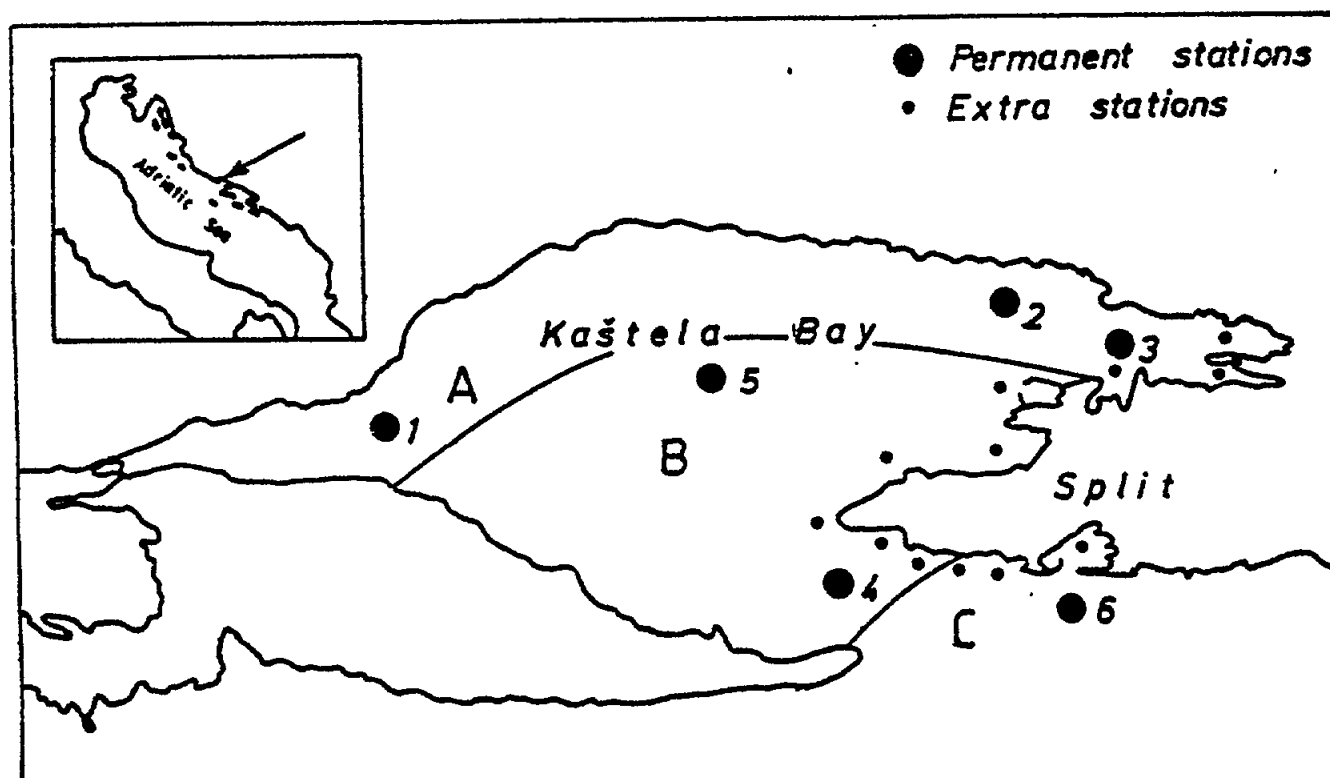 Permanent stations
Extra stations
Adriatic Sea
Kaštela Bay
A
B
C
1
2
3
4
5
6
Split